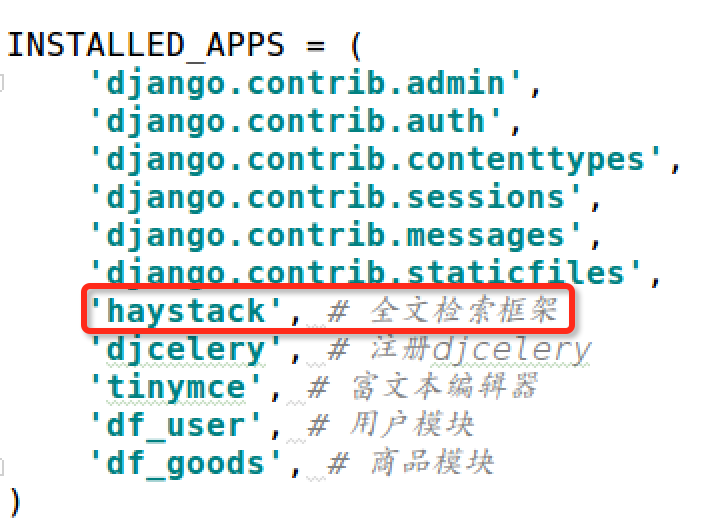 INSTALLED_APPS = (
    'django.contrib.admin',
    'django.contrib.auth',
    'django.contrib.contenttypes',
    'django.contrib.sessions',
    'django.contrib.messages',
    'django.contrib.staticfiles',
    'haystack', # 全文检索框架
    'djcelery', # 注册djcelery
    'tinymce', # 富文本编辑器
    'df_user', # 用户模块
    'df_goods', # 商品模块
)